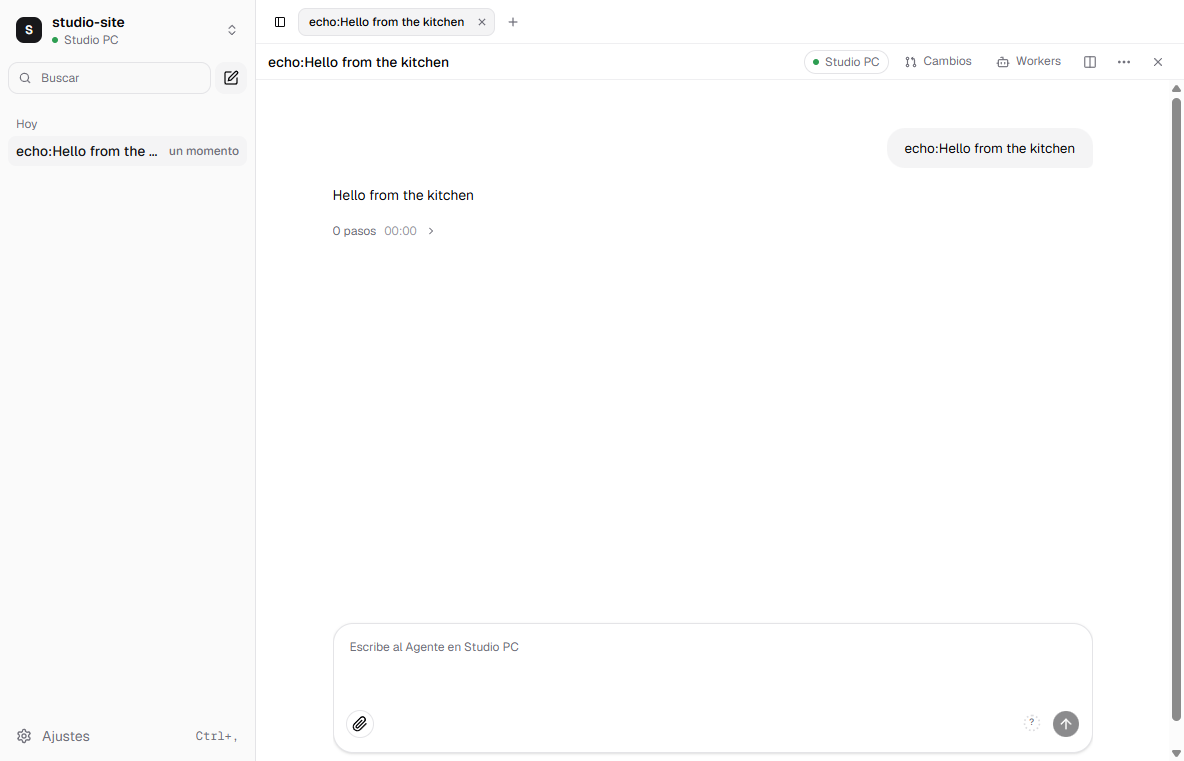 S
studio-site
Studio PC
Buscar
Hoy
echo:Hello from the ... un momento
Ajustes Ctrl+,
echo:Hello from the kitchen
echo:Hello from the kitchen
Studio PC
Cambios
Workers
echo:Hello from the kitchen
Hello from the kitchen
0 pasos 00:00
Escribe al Agente en Studio PC
?